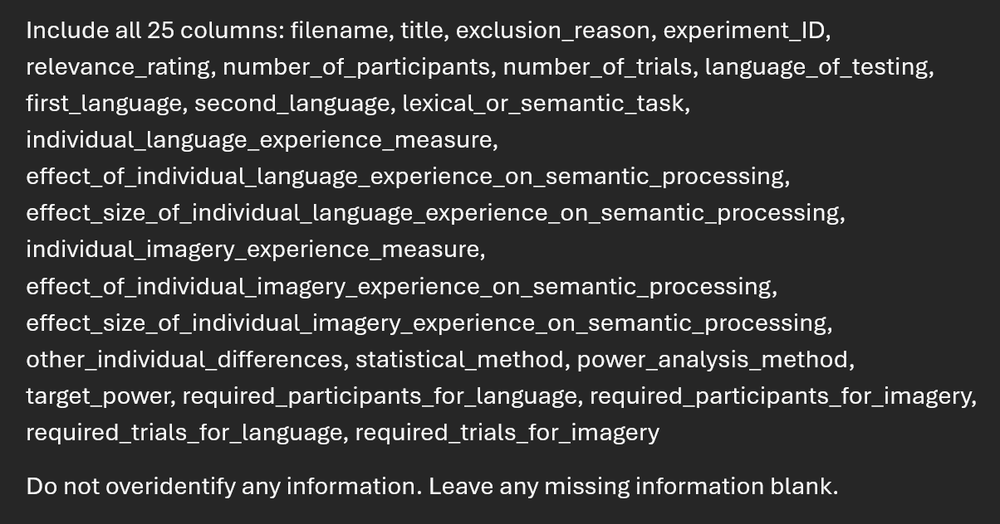 Include all 25 columns: filename, title, exclusion_reason, experiment_ID,
relevance_rating, number_of_participants, number_of_trials, language_of_testing,
first_language, second_language, lexical_or_semantic_task,
individual_language_experience_measure,
effect_of_individual_language_experience_on_semantic_processing,
effect_size_of_individual_language_experience_on_semantic_processing,
individual_imagery_experience_measure,
effect_of_individual_imagery_experience_on_semantic_processing,
effect_size_of_individual_imagery_experience_on_semantic_processing,
other_individual_differences, statistical_method, power_analysis_method,
target_power, required_participants_for_language, required_participants_for_imagery,
required_trials_for_language, required_trials_for_imagery
Do not overidentify any information. Leave any missing information blank.